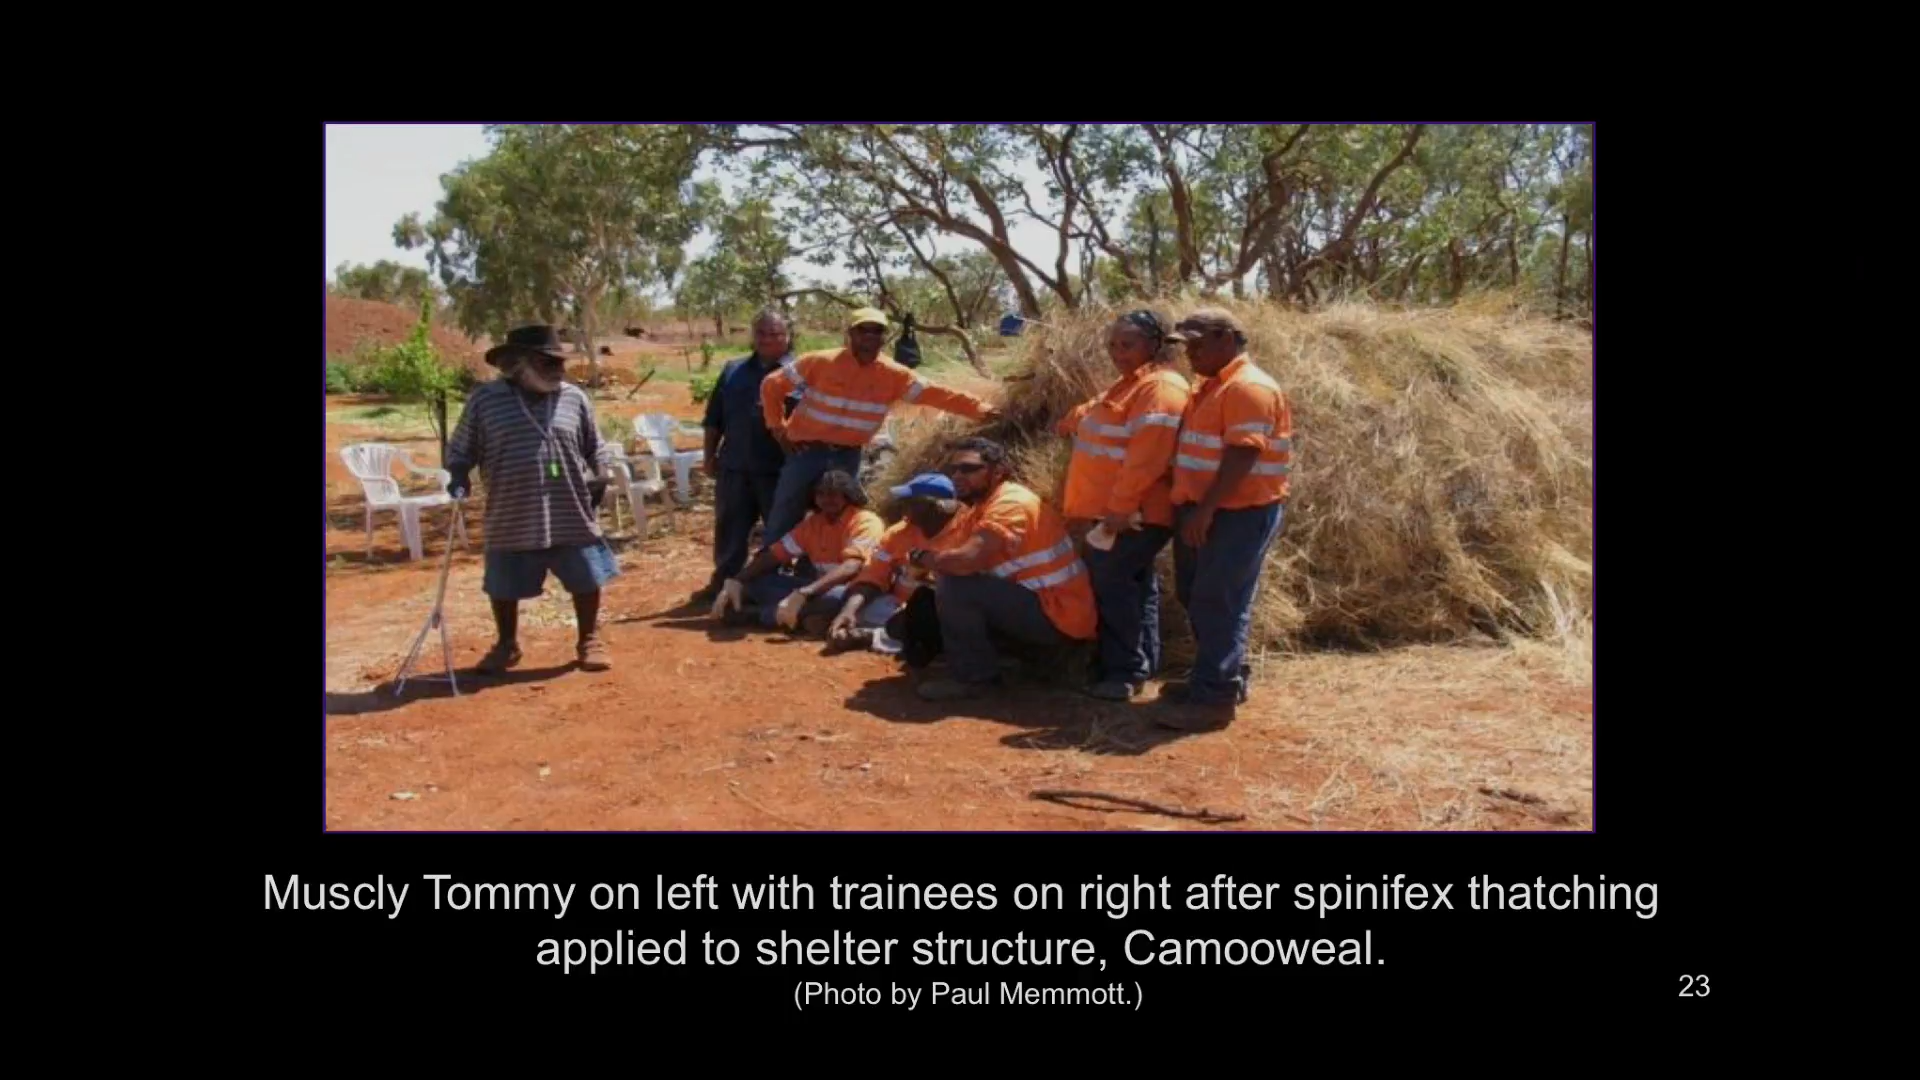 Muscly Tommy on left with trainees on right after spinifex thatching
applied to shelter structure, Camooweal.
(Photo by Paul Memmott.)
23